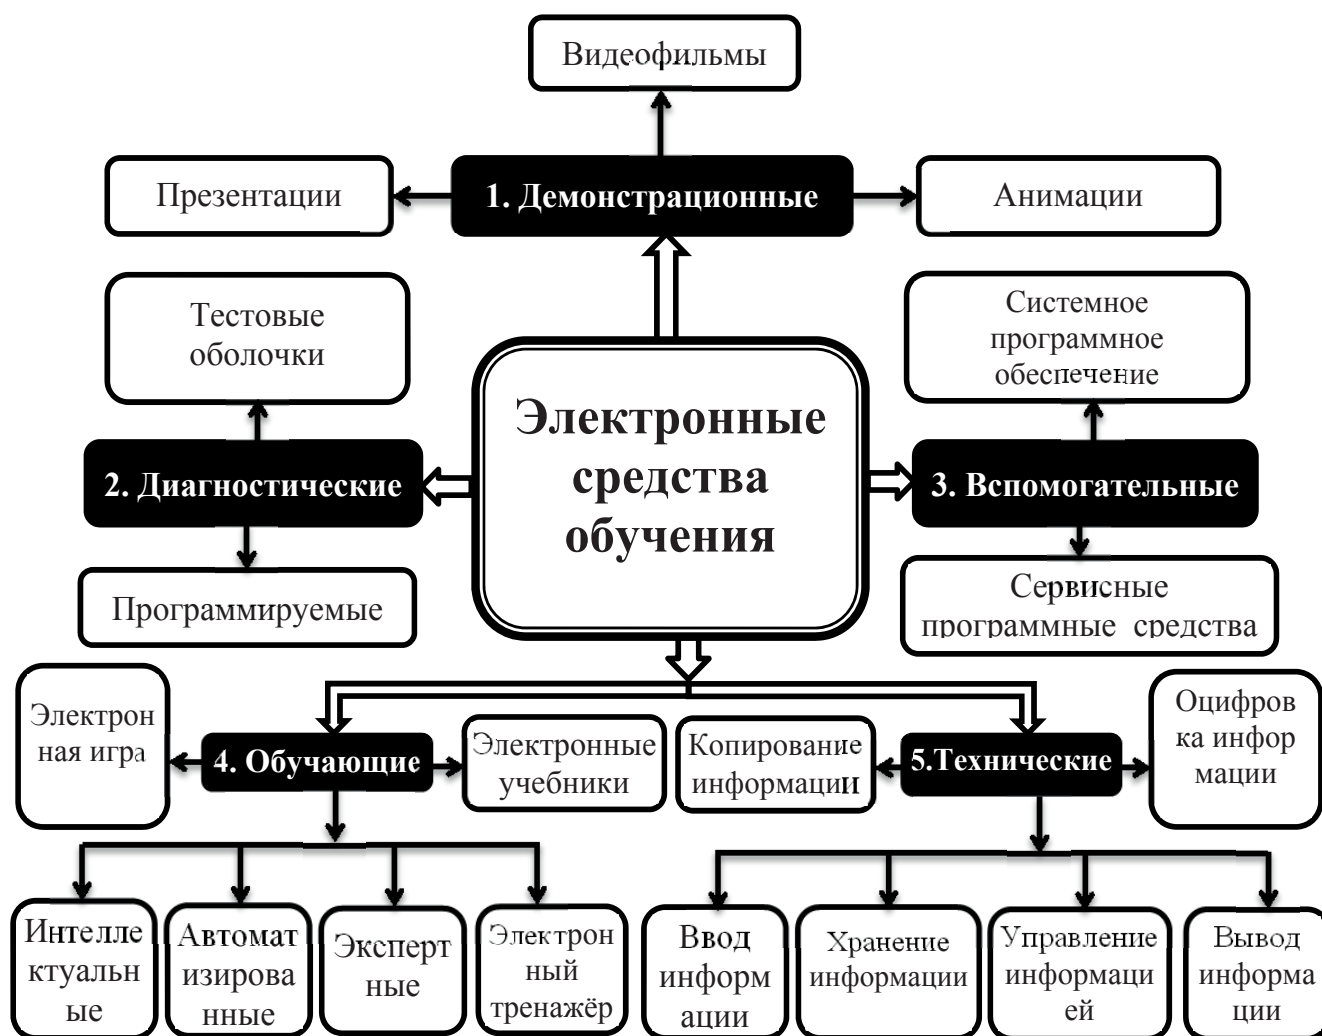 Видеофильмы
Презентации
1. Демонстрационные
Анимации
Тестовые
оболочки
Системное
программное
обеспечение
Электронные
средства
обучения
2. Диагностические
3. Вспомогательные
Программируемые
Сервисные
программные средства
Электрон
ная игра
4. Обучающие
Электронные
учебники
Копирование
информации
5.Технические
Оцифров
ка инфор
мации
Интелле
ктуальн
ые
Автомат
изирова
нные
Эксперт
ные
Электрон
ный
тренажёр
Ввод
информ
ации
Хранение
информации
Управление
информаци
ей
Вывод
информа
ции